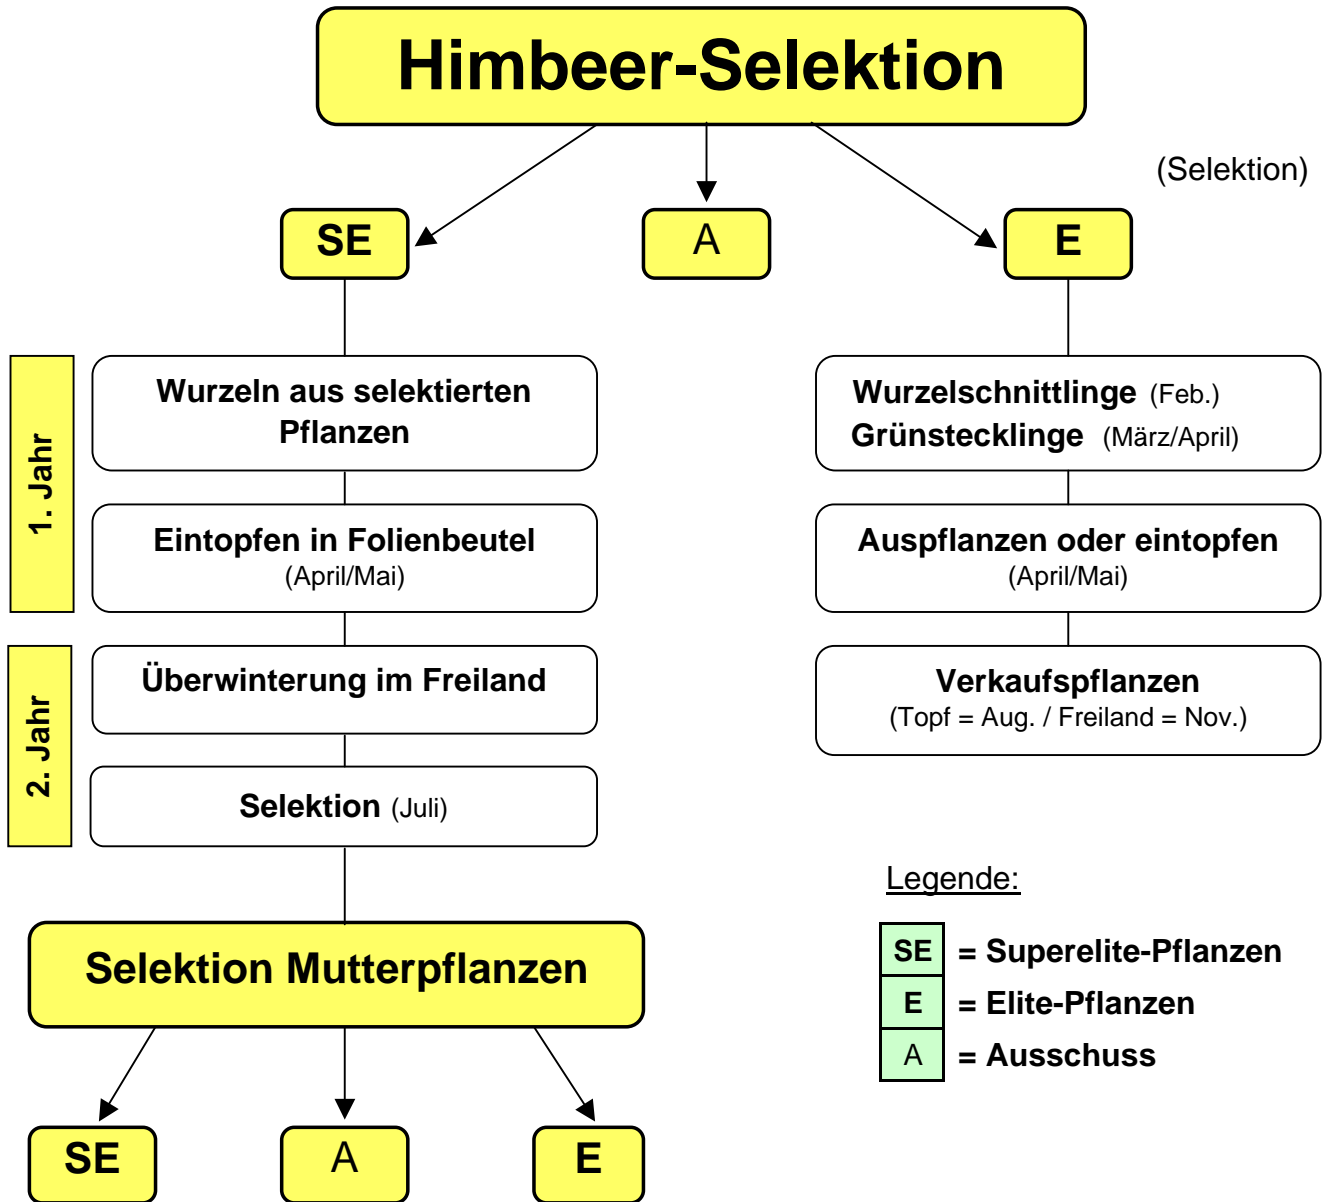 Himbeer-Selektion
(Selektion)
SE
A
E
1. Jahr
Wurzeln aus selektierten
Pflanzen
Wurzelschnittlinge (Feb.)
Grünstecklinge (März/April)
Eintopfen in Folienbeutel
(April/Mai)
Auspflanzen oder eintopfen
(April/Mai)
2. Jahr
Überwinterung im Freiland
Verkaufspflanzen
(Topf = Aug. / Freiland = Nov.)
Selektion (Juli)
Selektion Mutterpflanzen
SE
A
E
Legende:
SE = Superelite-Pflanzen
E = Elite-Pflanzen
A = Ausschuss